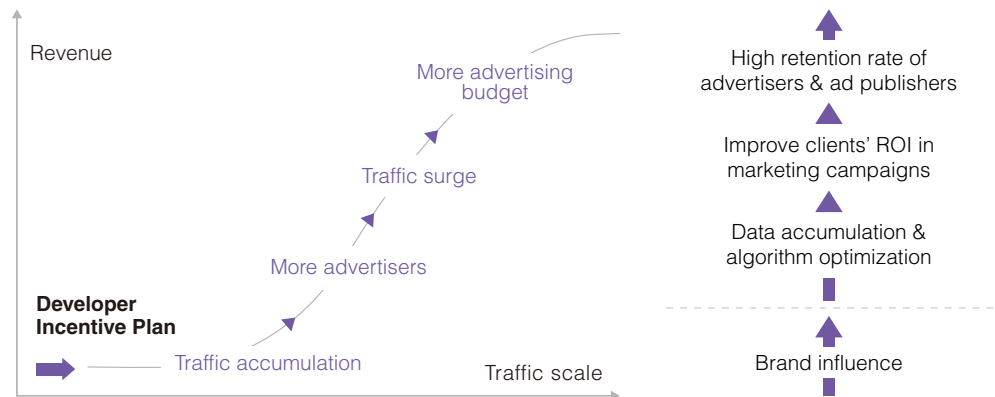 Revenue
More advertising
budget
Traffic surge
More advertisers
Developer
Incentive Plan
Traffic accumulation
Traffic scale
High retention rate of
advertisers & ad publishers
Improve clients’ ROI in
marketing campaigns
Data accumulation &
algorithm optimization
Brand influence